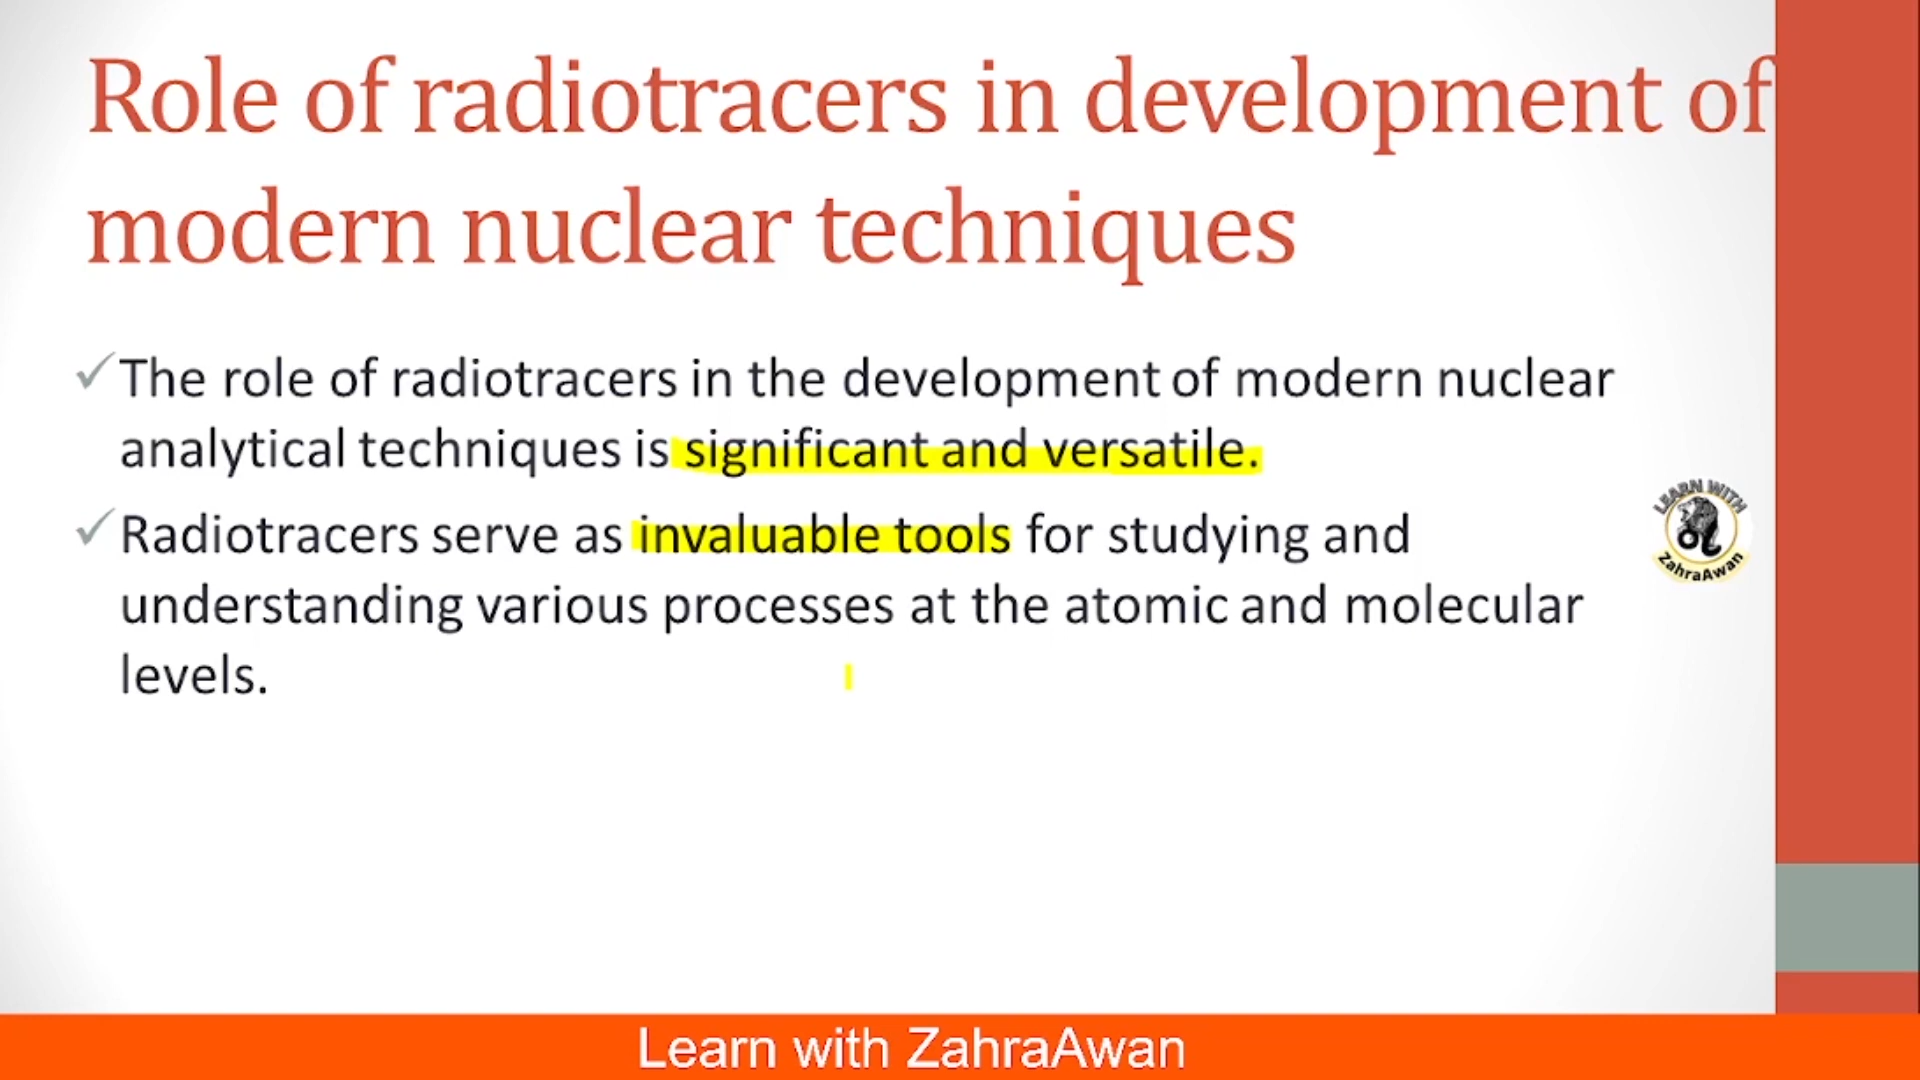 Role of radiotracers in development of
modern nuclear techniques
✓The role of radiotracers in the development of modern nuclear
analytical techniques is significant and versatile.
✓Radiotracers serve as invaluable tools for studying and
understanding various processes at the atomic and molecular
levels.
LEARN WITH
ZahraAwan
Learn with ZahraAwan